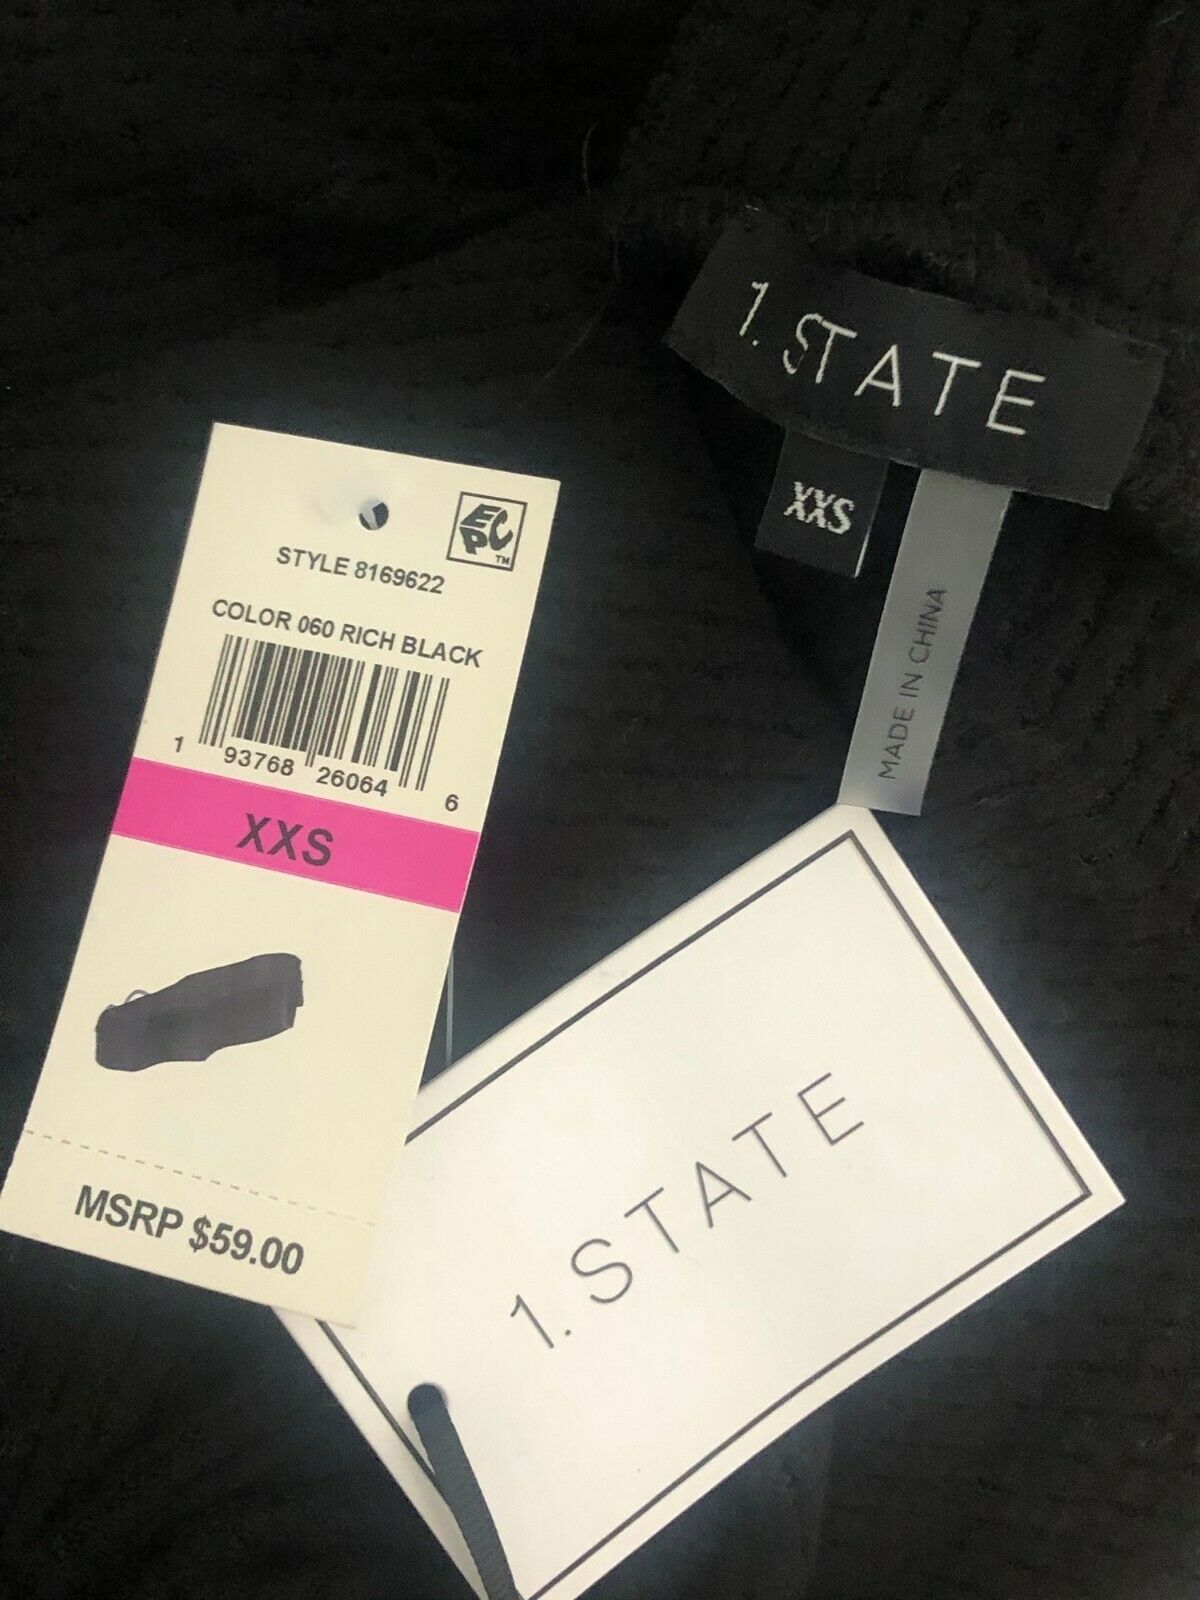 1. STATE
XXS
MADE IN CHINA
EPC™
STYLE 8169622
COLOR 060 RICH BLACK
1 93768 26064 6
XXS
MSRP $59.00
1. STATE